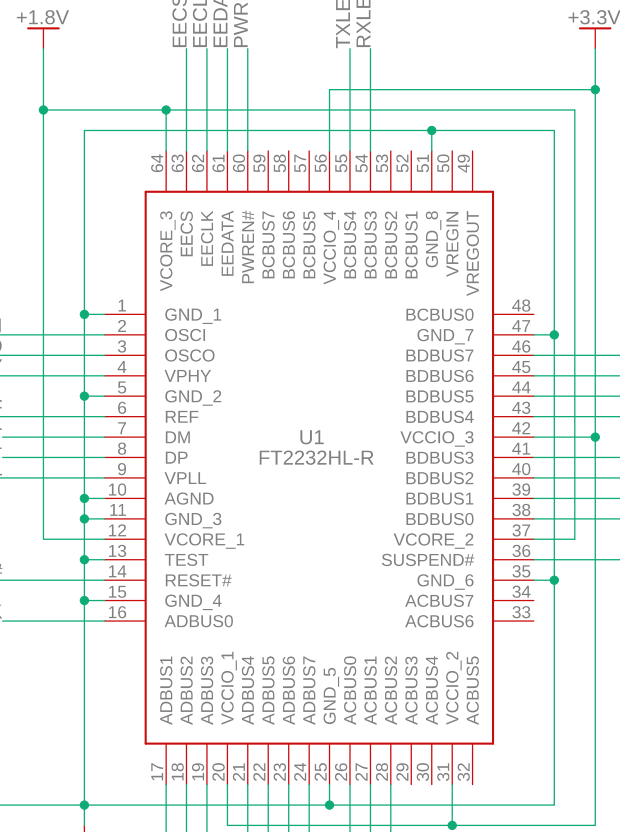 +1.8V
EECS
EECL
EEDA
PWR
TXLE
RXLE
+3.3V
64
63
62
61
60
59
58
57
56
55
54
53
52
51
50
49
VCORE_3
EECS
EECLK
EEDATA
PWREN#
BCBUS7
BCBUS6
BCBUS5
VCCIO_4
BCBUS4
BCBUS3
BCBUS2
BCBUS1
GND_8
VREGIN
VREGOUT
1 GND_1 BCBUS0 48
2 OSCI GND_7 47
3 OSCO BDBUS7 46
4 VPHY BDBUS6 45
5 GND_2 BDBUS5 44
6 REF BDBUS4 43
7 DM VCCIO_3 42
8 DP BDBUS3 41
9 VPLL BDBUS2 40
10 AGND BDBUS1 39
11 GND_3 BDBUS0 38
12 VCORE_1 VCORE_2 37
13 TEST SUSPEND# 36
14 RESET# GND_6 35
15 GND_4 ACBUS7 34
16 ADBUS0 ACBUS6 33
U1
FT2232HL-R
ADBUS1
ADBUS2
ADBUS3
VCCIO_1
ADBUS4
ADBUS5
ADBUS6
ADBUS7
GND_5
ACBUS0
ACBUS1
ACBUS2
ACBUS3
ACBUS4
VCCIO_2
ACBUS5
17
18
19
20
21
22
23
24
25
26
27
28
29
30
31
32